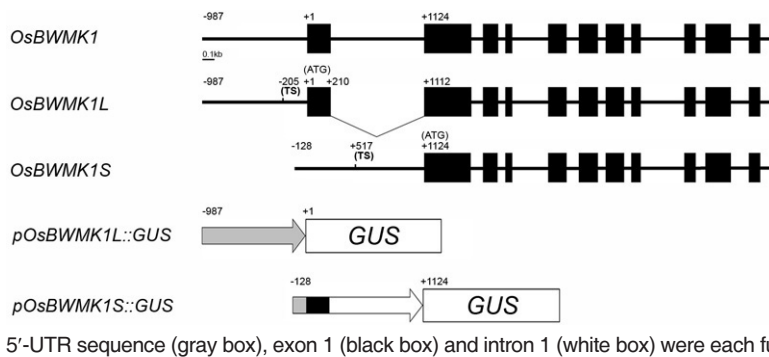 -987 +1 +1124
OsBWMK1
0.1kb
(ATG)
-987 -205 +1 +210 +1112
(TS)
OsBWMK1L
(ATG)
-128 +517 +1124
(TS)
OsBWMK1S
-987 +1
pOsBWMK1L::GUS GUS
-128 +1124
pOsBWMK1S::GUS GUS
5′-UTR sequence (gray box), exon 1 (black box) and intron 1 (white box) were each fu